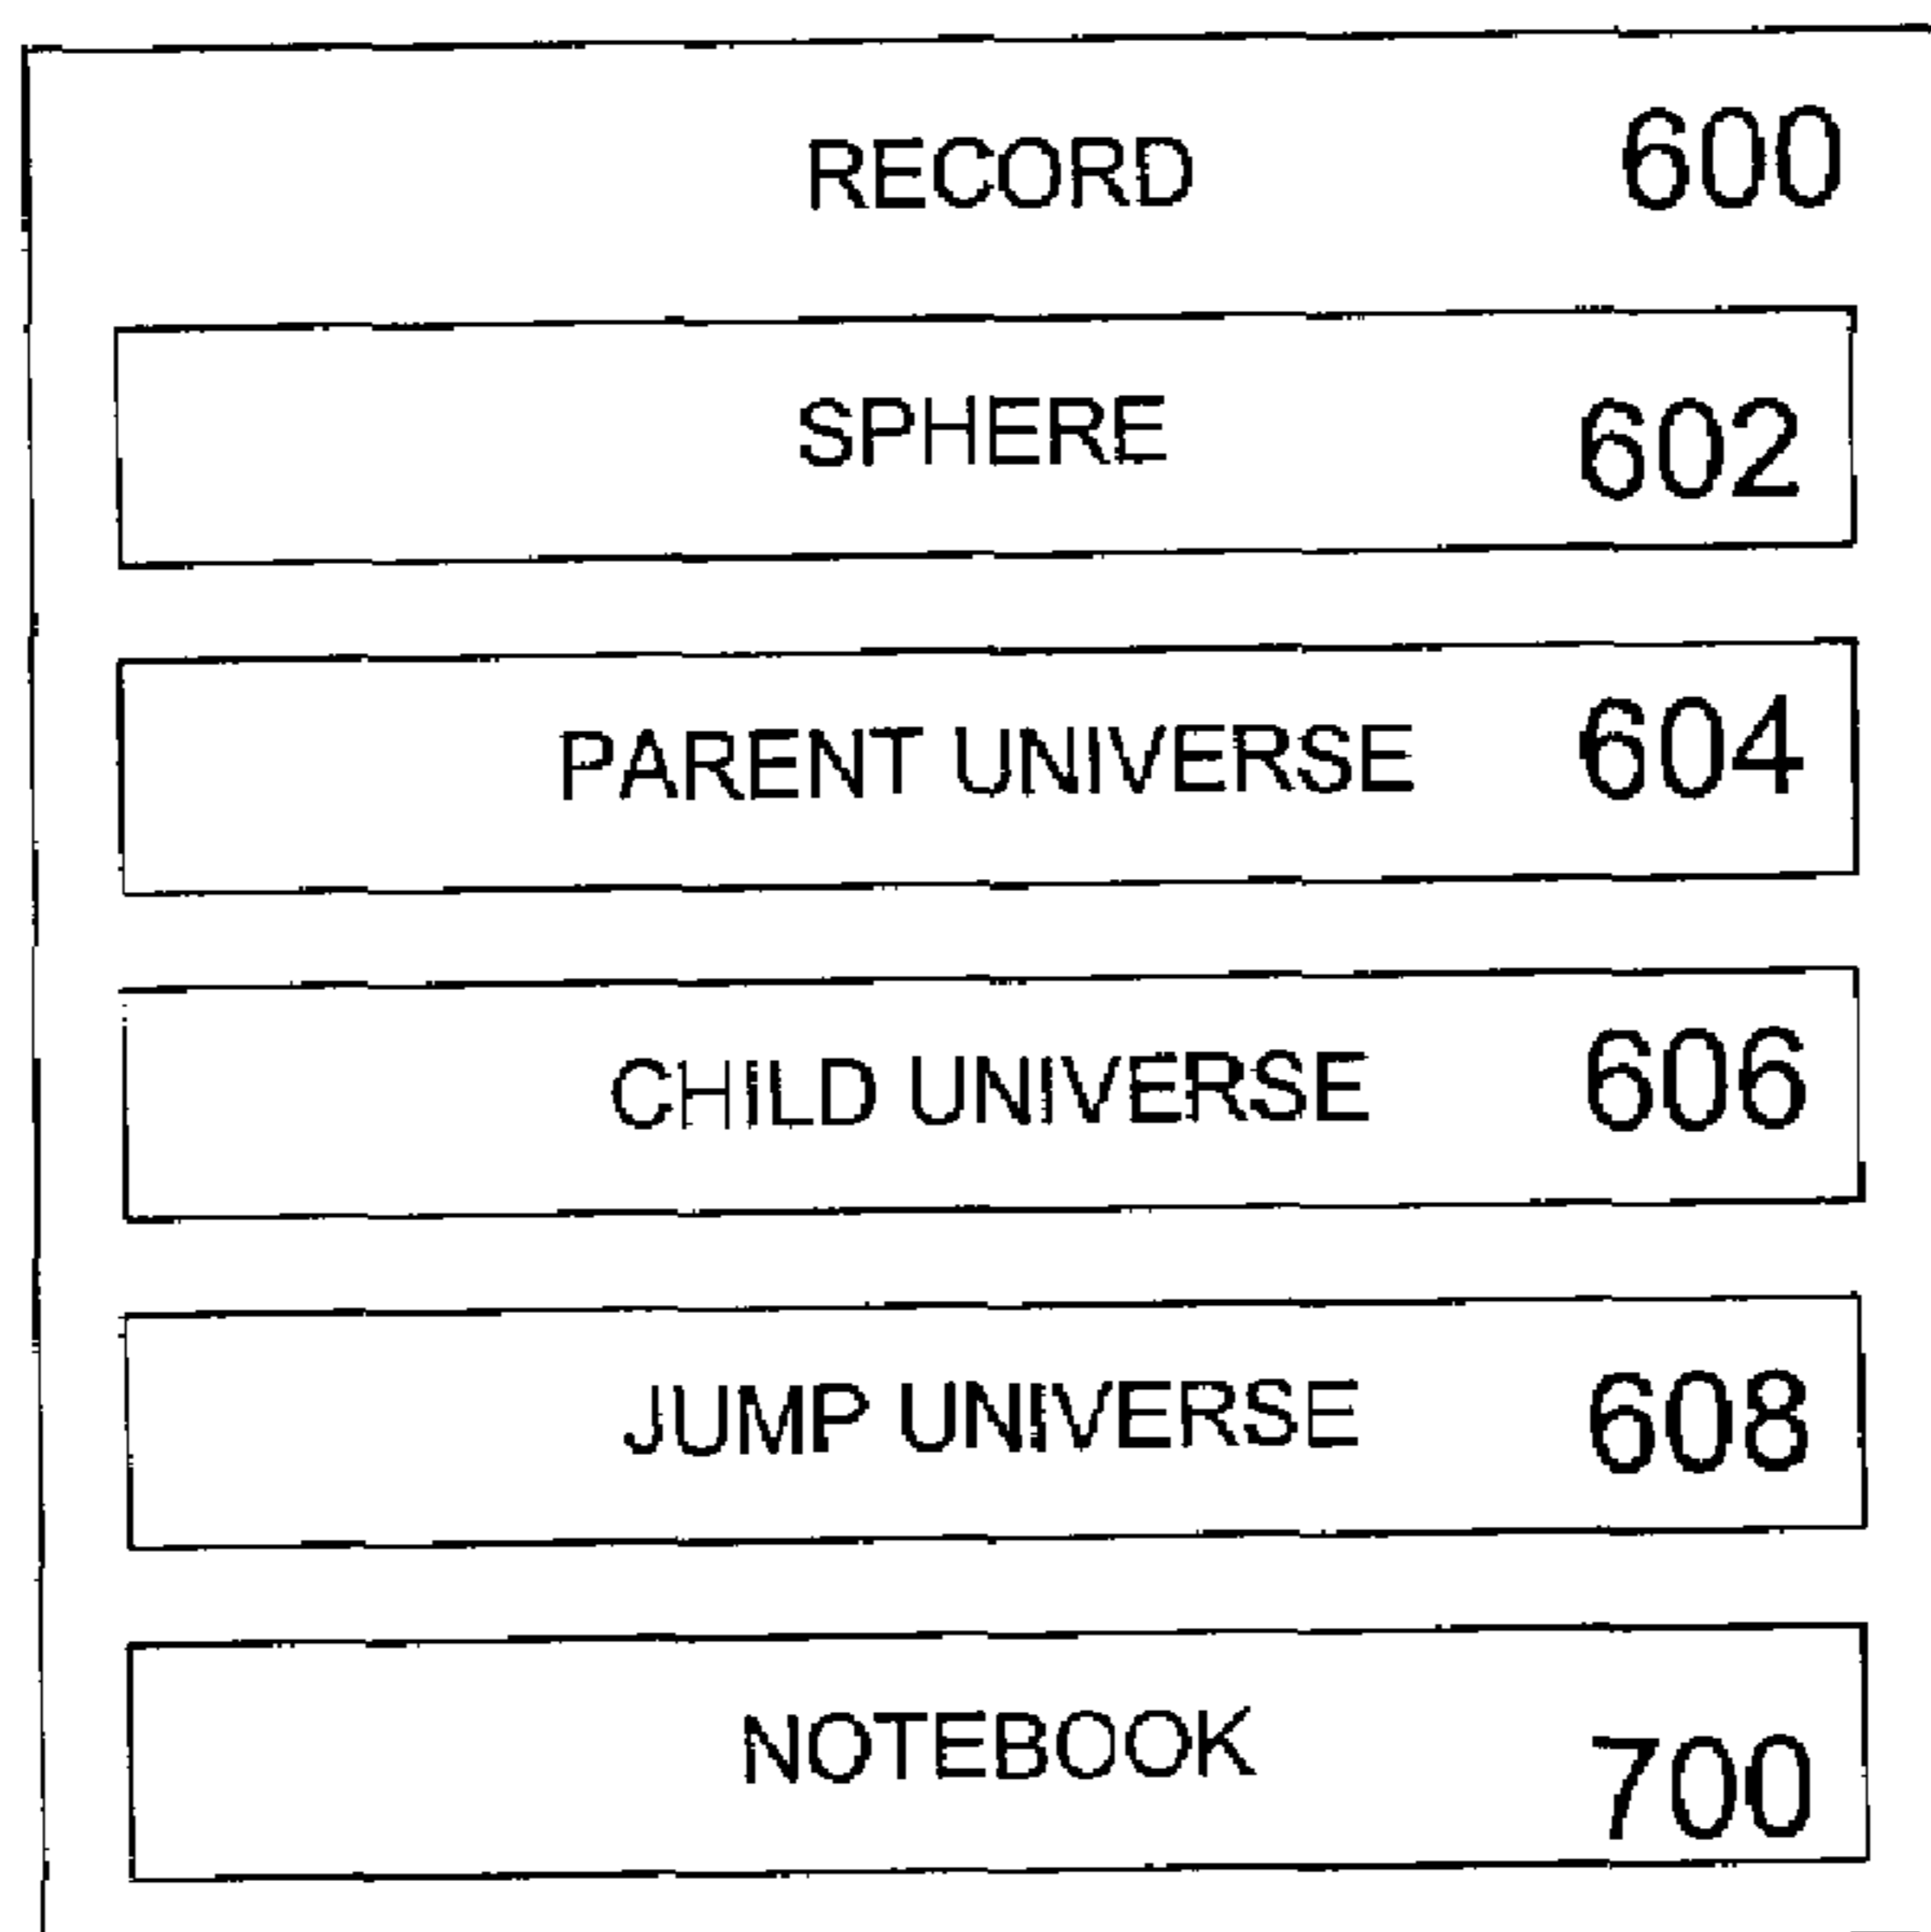 RECORD 600
SPHERE 602
PARENT UNIVERSE 604
CHILD UNIVERSE 606
JUMP UNIVERSE 608
NOTEBOOK 700